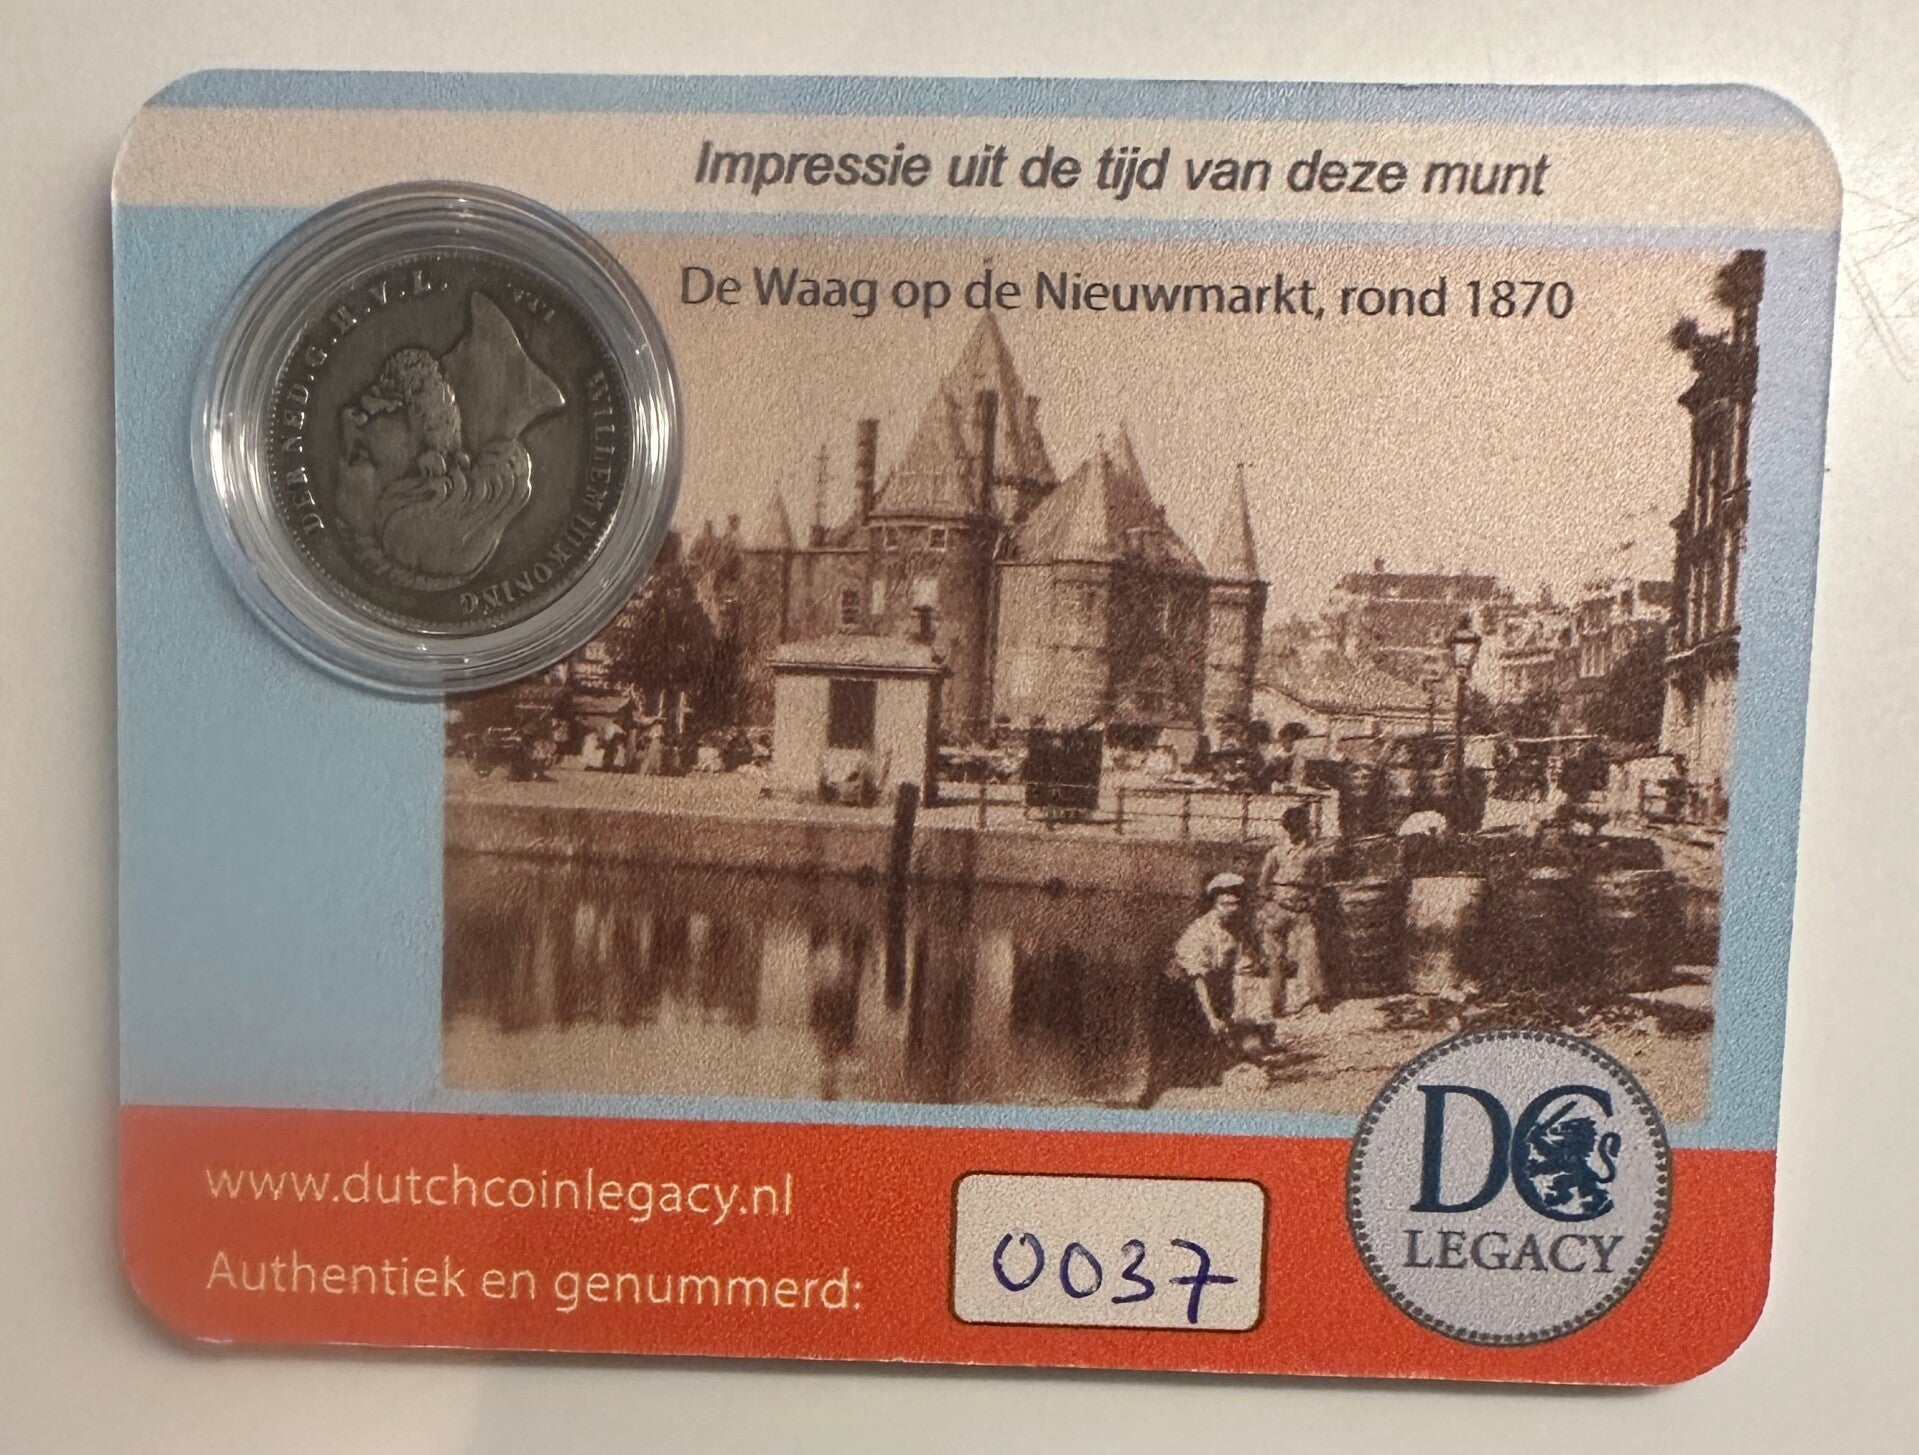 Impressie uit de tijd van deze munt
De Waag op de Nieuwmarkt, rond 1870
WILLEM III KONING
DER NED. G. H. V. L.
www.dutchcoinlegacy.nl
Authentiek en genummerd:
0037
DC
LEGACY